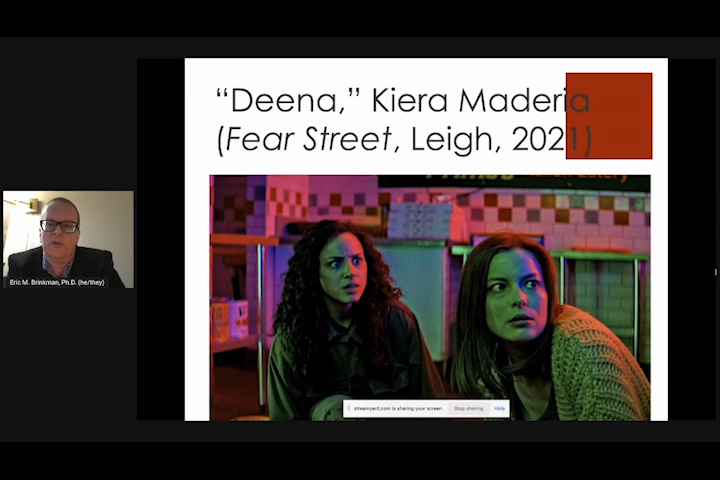 “Deena,” Kiera Maderia
(Fear Street, Leigh, 2021)
Eric M. Brinkman, Ph.D. (he/they)
streamyard.com is sharing your screen. Stop sharing Hide